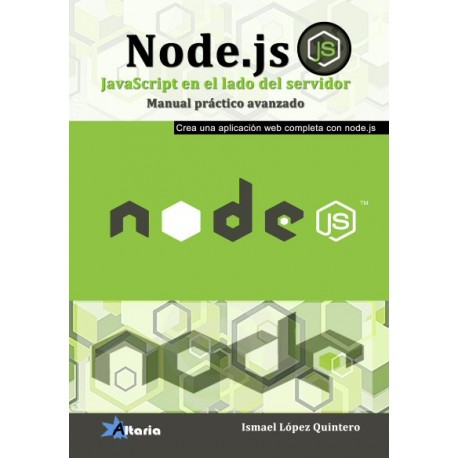 Node.js JS
JavaScript en el lado del servidor
Manual práctico avanzado
Crea una aplicación web completa con node.js
node JS™
node
Altaria
Ismael López Quintero